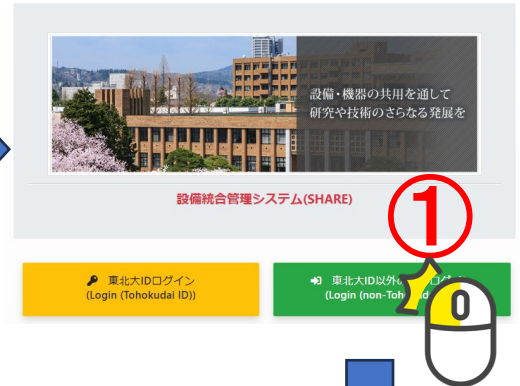 設備・機器の共用を通して
研究や技術のさらなる発展を
設備統合管理システム(SHARE)
①
東北大IDログイン
(Login (Tohokudai ID))
東北大ID以外の
(Login (non-Toh